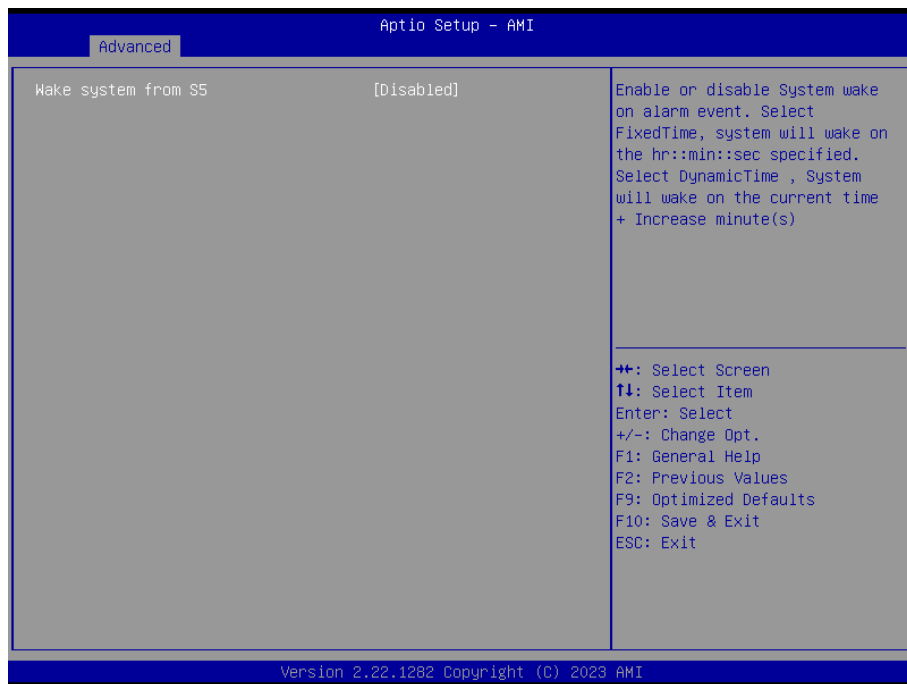 Aptio Setup – AMI
Advanced
Wake system from S5 [Disabled]
Enable or disable System wake
on alarm event. Select
FixedTime, system will wake on
the hr::min::sec specified.
Select DynamicTime , System
will wake on the current time
+ Increase minute(s)
→←: Select Screen
↑↓: Select Item
Enter: Select
+/-: Change Opt.
F1: General Help
F2: Previous Values
F9: Optimized Defaults
F10: Save & Exit
ESC: Exit
Version 2.22.1282 Copyright (C) 2023 AMI